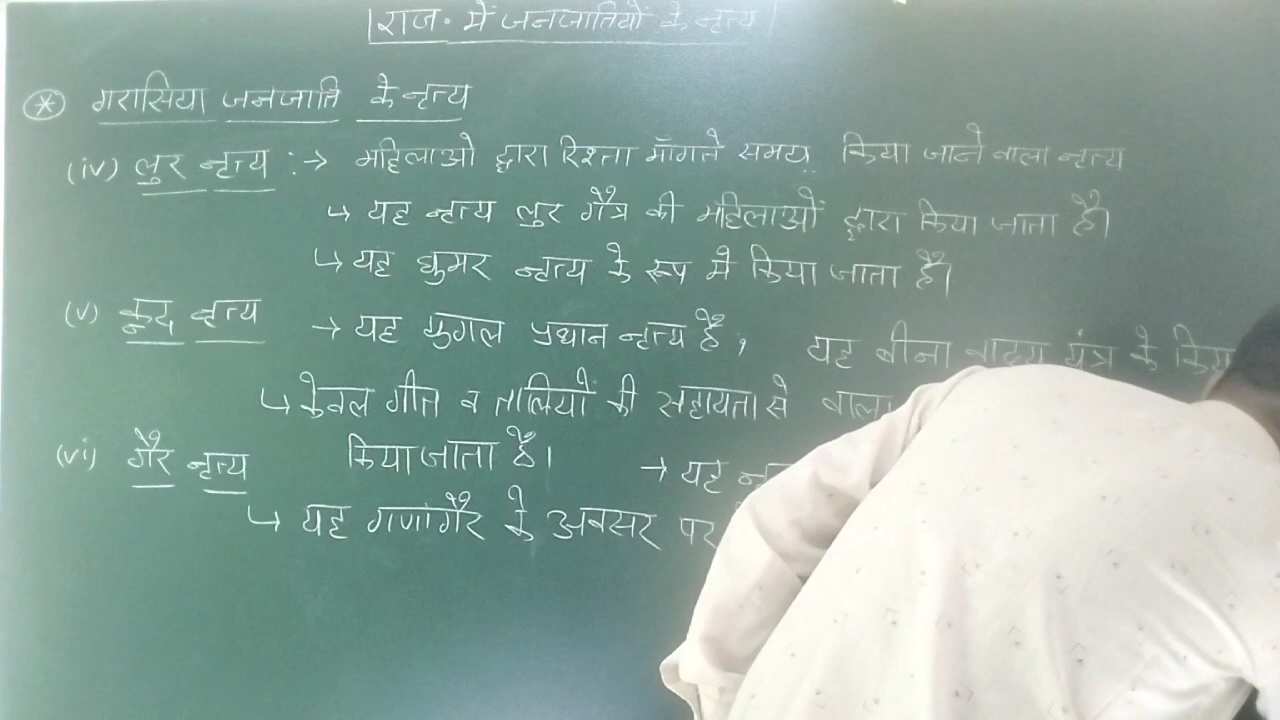 राज. में जनजातियों के नृत्य
* गरासिया जनजाति के नृत्य
(iv) लुर नृत्य :→ महिलाओ द्वारा रिश्ता माँगते समय किया जाने वाला नृत्य
↳ यह नृत्य लुर गौत्र की महिलाओं द्वारा किया जाता है।
↳ यह घुमर नृत्य के रूप मे किया जाता है।
(v) नृत्य → यह युगल प्रधान नृत्य है, यह बीना वाद्य यंत्र के
↳ केवल गीत व तालियों की सहायता से वाला
(vi) गैर नृत्य किया जाता है। → यह
↳ यह गणगौर के अवसर पर